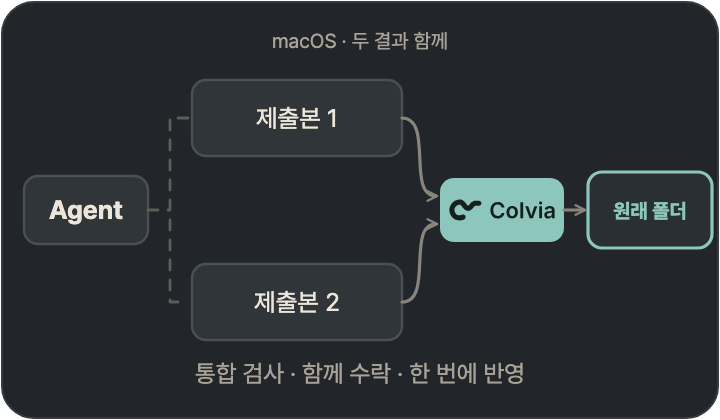 macOS · 두 결과 함께
제출본 1
Agent
Colvia
원래 폴더
제출본 2
통합 검사 · 함께 수락 · 한 번에 반영